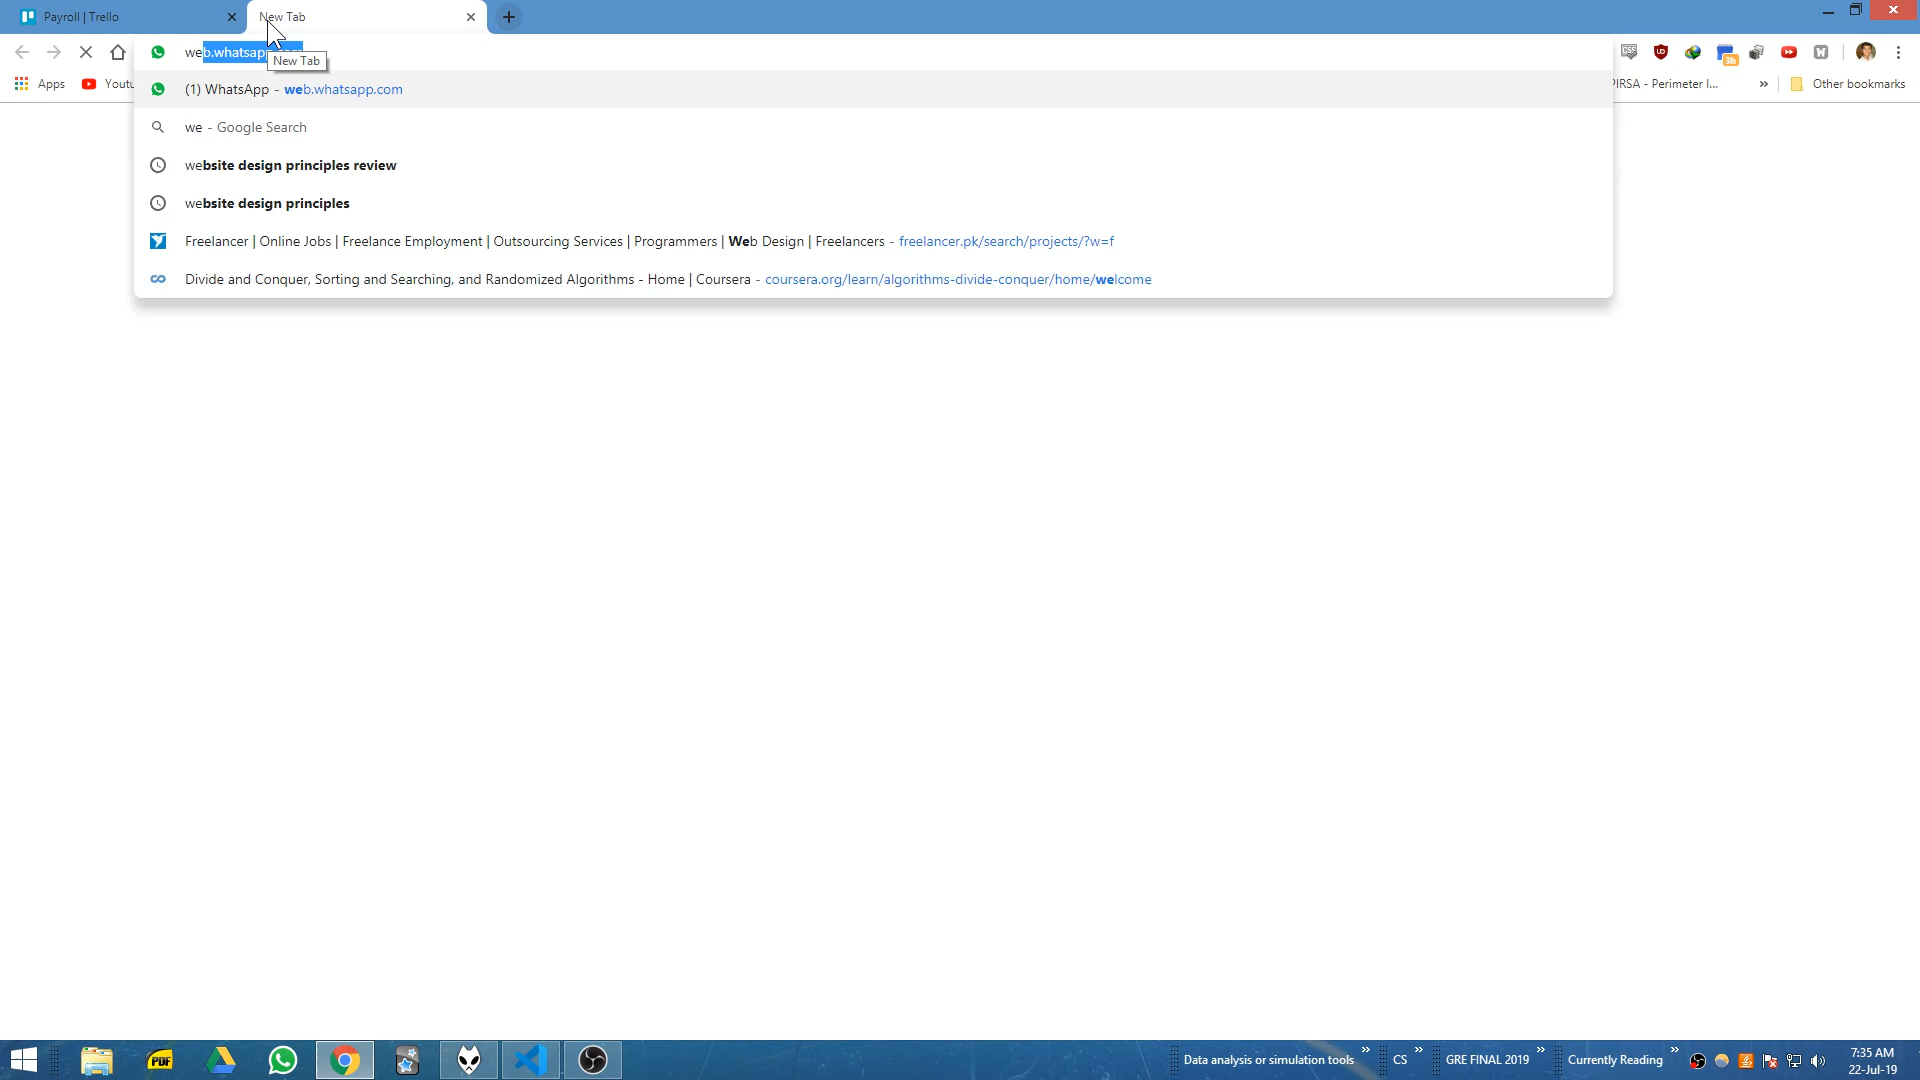 Payroll | Trello
New Tab
web.whatsapp.com
New Tab
Apps
Youtu
PIRSA - Perimeter I...
»
Other bookmarks
3h
(1) WhatsApp - web.whatsapp.com
we - Google Search
website design principles review
website design principles
Freelancer | Online Jobs | Freelance Employment | Outsourcing Services | Programmers | Web Design | Freelancers - freelancer.pk/search/projects/?w=f
Divide and Conquer, Sorting and Searching, and Randomized Algorithms - Home | Coursera - coursera.org/learn/algorithms-divide-conquer/home/welcome
PDF
Data analysis or simulation tools »
CS »
GRE FINAL 2019 »
Currently Reading »
7:35 AM
22-Jul-19